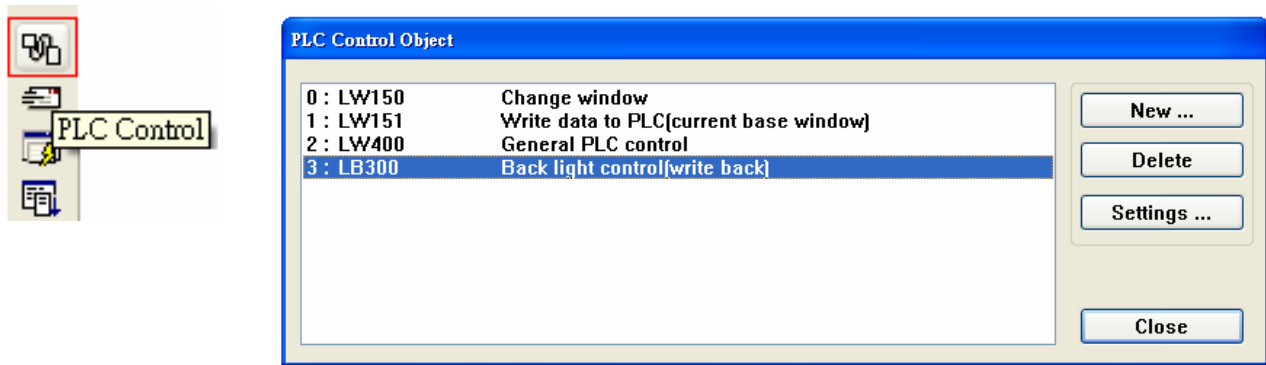 PLC Control
PLC Control Object
0 : LW150 Change window
1 : LW151 Write data to PLC(current base window)
2 : LW400 General PLC control
3 : LB300 Back light control(write back)
New ...
Delete
Settings ...
Close